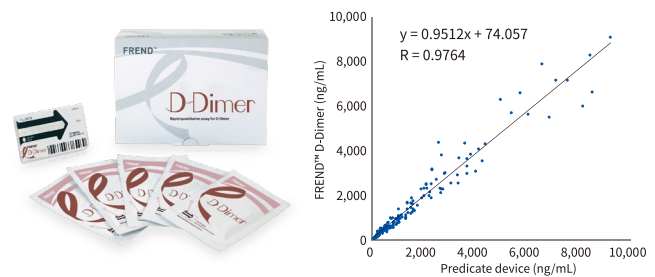 FREND™
D-Dimer
Rapid quantitative assay for D-Dimer
D-Dimer
D-D
D-D
D-Dimer
y = 0.9512x + 74.057
R = 0.9764
FREND™ D-Dimer (ng/mL)
10,000
8,000
6,000
4,000
2,000
0
0
2,000
4,000
6,000
8,000
10,000
Predicate device (ng/mL)